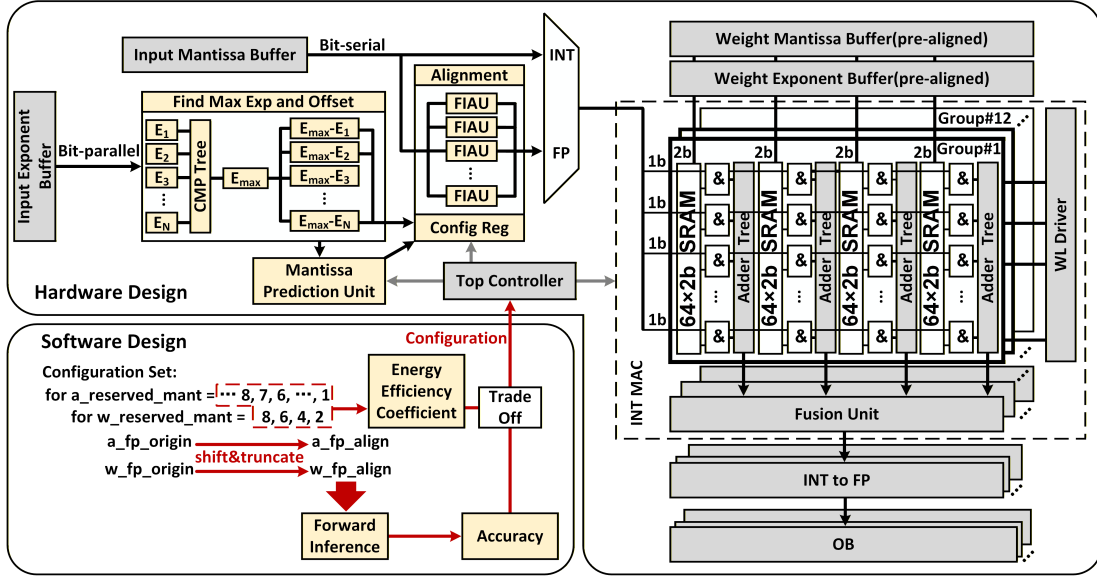 Input Mantissa Buffer
Bit-serial
INT
FP
Weight Mantissa Buffer(pre-aligned)
Weight Exponent Buffer(pre-aligned)
Input Exponent
Buffer
Bit-parallel
Find Max Exp and Offset
E1
E2
E3
⋮
EN
CMP Tree
Emax
Emax-E1
Emax-E2
Emax-E3
⋮
Emax-EN
Alignment
FIAU
FIAU
FIAU
⋮
FIAU
Config Reg
Mantissa
Prediction Unit
Top Controller
Hardware Design
Group#12
Group#1
1b
1b
1b
1b
2b
2b
2b
2b
64×2b SRAM
64×2b SRAM
64×2b SRAM
64×2b SRAM
& & & &
& & & &
& & & &
⋮ ⋮ ⋮ ⋮
& & & &
Adder Tree
Adder Tree
Adder Tree
Adder Tree
WL Driver
INT MAC
Fusion Unit
INT to FP
OB
Software Design
Configuration Set:
for a_reserved_mant = ··· 8, 7, 6, ···, 1
for w_reserved_mant = 8, 6, 4, 2
a_fp_origin
a_fp_align
shift&truncate
w_fp_origin
w_fp_align
Energy
Efficiency
Coefficient
Trade
Off
Configuration
Forward
Inference
Accuracy